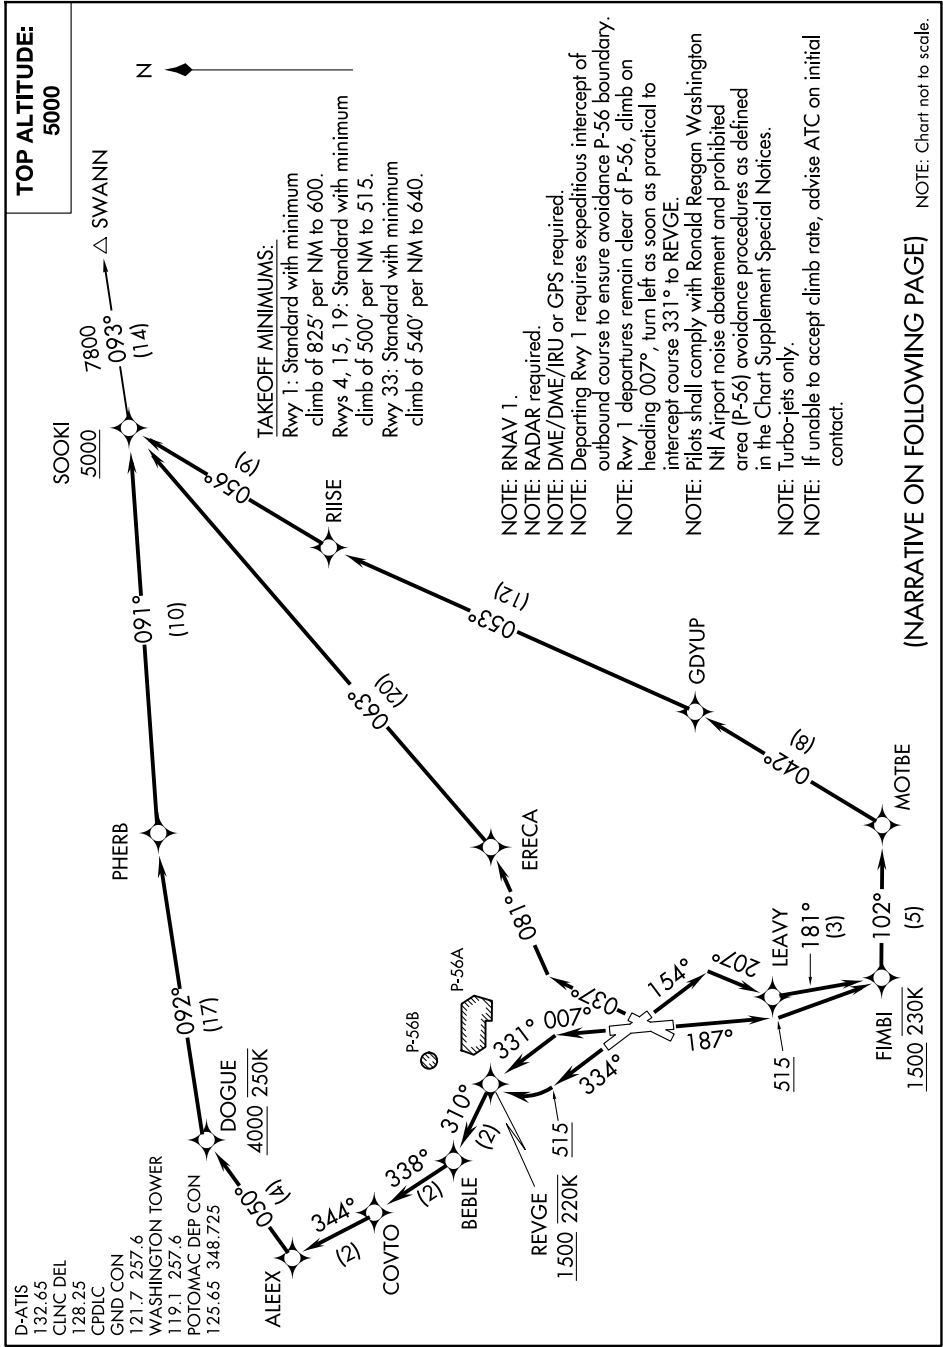 TOP ALTITUDE:
5000
N
D-ATIS
132.65
CLNC DEL
128.25
CPDLC
GND CON
121.7 257.6
WASHINGTON TOWER
119.1 257.6
POTOMAC DEP CON
125.65 348.725
SOOKI
5000
7800
093°
(14)
SWANN
PHERB
091°
(10)
DOGUE
4000 250K
092°
(17)
ALEEX
050°
(4)
344°
(2)
COVTO
338°
(2)
BEBLE
310°
(2)
REVGE
1500 220K
331°
515
334°
007°
037°
P-56B
P-56A
081°
ERECA
063°
(20)
RIISE
056°
(9)
053°
(12)
GDYUP
042°
(8)
MOTBE
102°
(5)
FIMBI
1500 230K
LEAVY
181°
(3)
154°
207°
187°
515
TAKEOFF MINIMUMS:
Rwy 1: Standard with minimum
climb of 825' per NM to 600.
Rwys 4, 15, 19: Standard with minimum
climb of 500' per NM to 515.
Rwy 33: Standard with minimum
climb of 540' per NM to 640.
NOTE: RNAV 1.
NOTE: RADAR required.
NOTE: DME/DME/IRU or GPS required.
NOTE: Departing Rwy 1 requires expeditious intercept of
outbound course to ensure avoidance P-56 boundary.
NOTE: Rwy 1 departures remain clear of P-56, climb on
heading 007°, turn left as soon as practical to
intercept course 331° to REVGE.
NOTE: Pilots shall comply with Ronald Reagan Washington
Ntl Airport noise abatement and prohibited
area (P-56) avoidance procedures as defined
in the Chart Supplement Special Notices.
NOTE: Turbo-jets only.
NOTE: If unable to accept climb rate, advise ATC on initial
contact.
(NARRATIVE ON FOLLOWING PAGE)
NOTE: Chart not to scale.